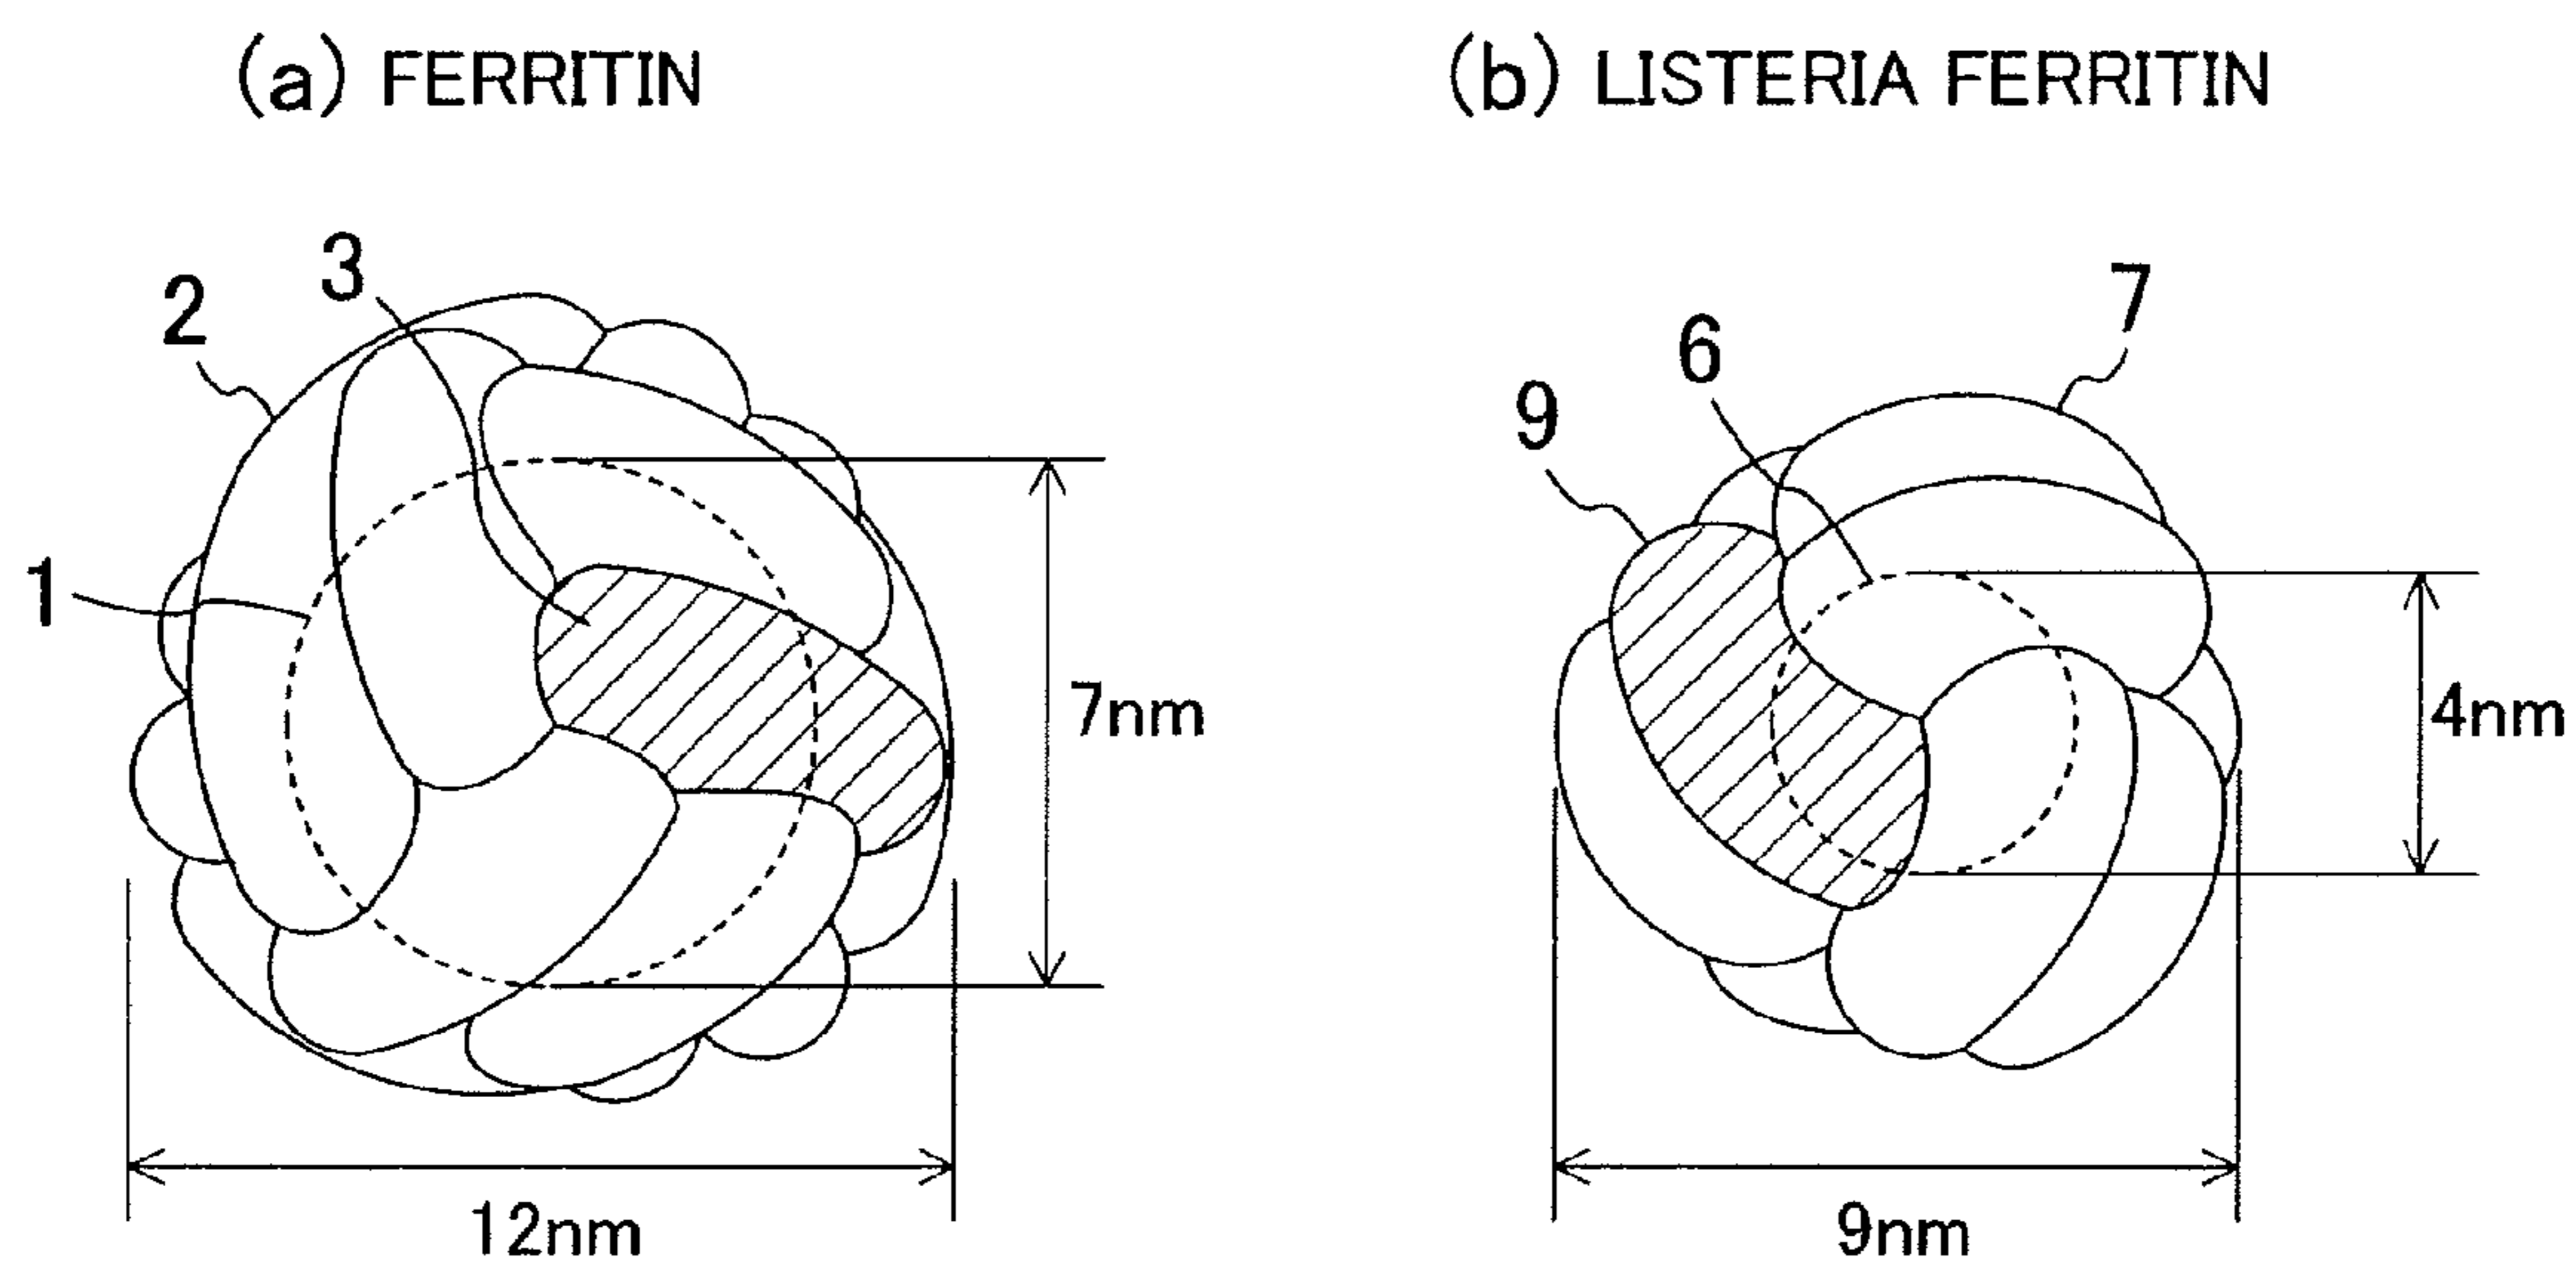 (a) FERRITIN
(b) LISTERIA FERRITIN
3
2
1
7nm
12nm
7
6
9
4nm
9nm